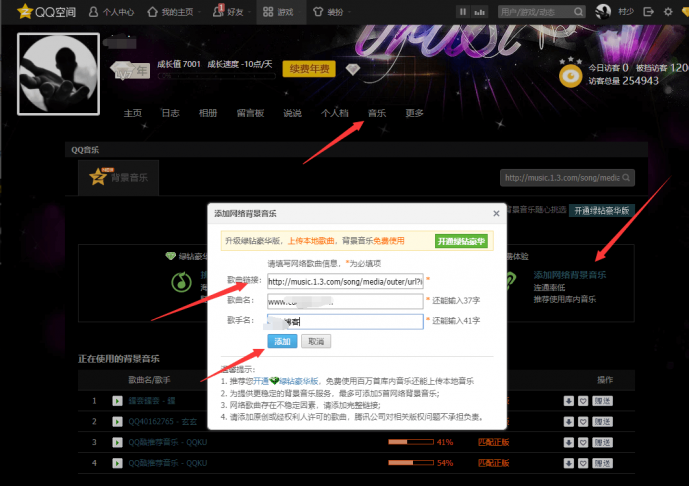 QQ空间 个人中心 我的主页 好友 游戏 装扮 用户/游戏/动态 村少
成长值 7001 成长速度 -10点/天 续费年费
今日访客 0 被挡访客 120
访客总量 254943
主页 日志 相册 留言板 说说 个人档 音乐 更多
QQ音乐
背景音乐 http://music.1.3.com/song/media
背景音乐随心挑选 开通绿钻豪华版
添加网络背景音乐
升级绿钻豪华版，上传本地歌曲，背景音乐免费使用 开通绿钻豪华
请填写网络歌曲信息，*为必填项
歌曲链接： http://music.1.3.com/song/media/outer/url?i *
歌曲名： * 还能输入37字
歌手名： 博客 * 还能输入41字
添加 取消
温馨提示：
1. 推荐您开通绿钻豪华版，免费使用百万首库内音乐还能上传本地音乐
2. 为提供更稳定的背景音乐服务，最多可添加5首网络背景音乐；
3. 网络歌曲存在不稳定因素，请添加完整链接；
4. 请添加原创或经权利人许可的歌曲，腾讯公司对相关版权问题不承担负责。
绿钻豪华
添加网络背景音乐
连通率低
推荐使用库内音乐
正在使用的背景音乐
歌曲名/歌手 操作
1 赠送
2 QQ40162765 - 玄玄 赠送
3 QQ酷推荐音乐 - QQKU 41% 匹配正版 赠送
4 QQ酷推荐音乐 - QQKU 54% 匹配正版 赠送